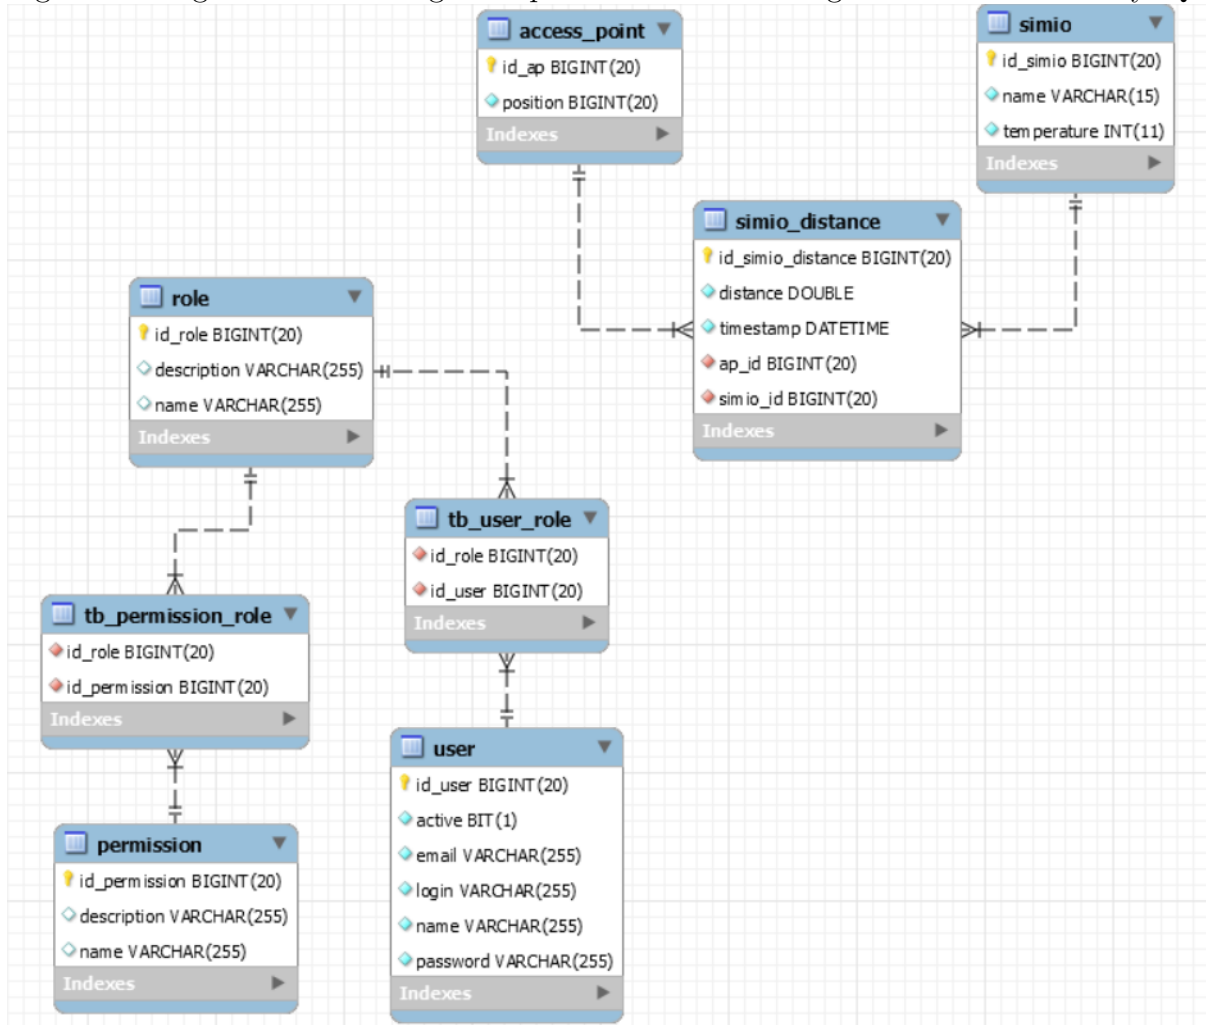 access_point
id_ap BIGINT(20)
position BIGINT(20)
Indexes
simio
id_simio BIGINT(20)
name VARCHAR(15)
temperature INT(11)
Indexes
simio_distance
id_simio_distance BIGINT(20)
distance DOUBLE
timestamp DATETIME
ap_id BIGINT(20)
simio_id BIGINT(20)
Indexes
role
id_role BIGINT(20)
description VARCHAR(255)
name VARCHAR(255)
Indexes
tb_user_role
id_role BIGINT(20)
id_user BIGINT(20)
Indexes
tb_permission_role
id_role BIGINT(20)
id_permission BIGINT(20)
Indexes
user
id_user BIGINT(20)
active BIT(1)
email VARCHAR(255)
login VARCHAR(255)
name VARCHAR(255)
password VARCHAR(255)
Indexes
permission
id_permission BIGINT(20)
description VARCHAR(255)
name VARCHAR(255)
Indexes